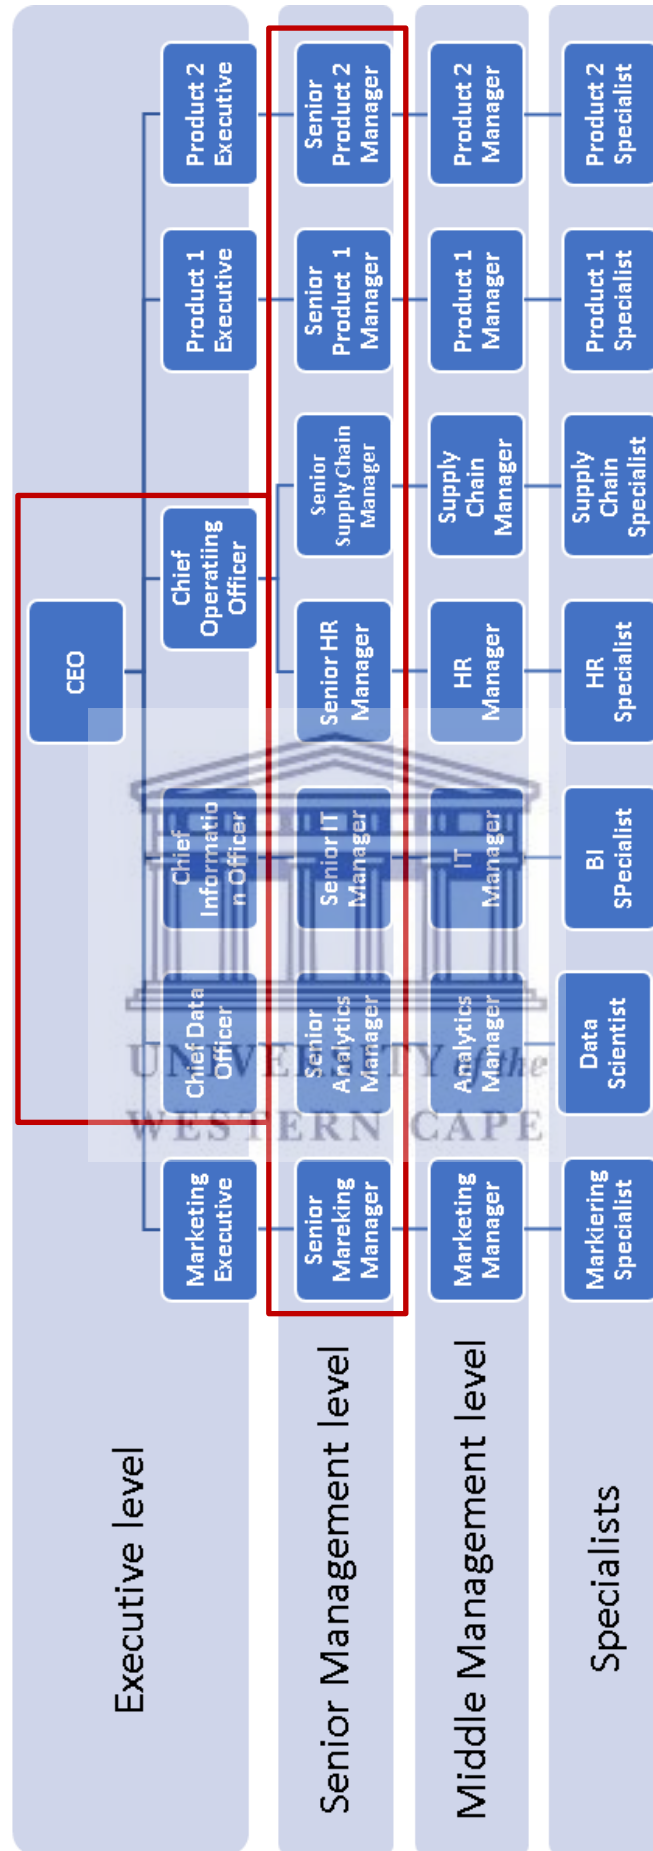 Executive level
CEO
Marketing
Executive
Chief Data
Officer
Chief
Informatio
n Officer
Chief
Operatiing
Officer
Product 1
Executive
Product 2
Executive
Senior Management level
Senior
Mareking
Manager
Senior
Analytics
Manager
Senior IT
Manager
Senior HR
Manager
Senior
Supply Chain
Manager
Senior
Product 1
Manager
Senior
Product 2
Manager
Middle Management level
Marketing
Manager
Analytics
Manager
IT
Manager
HR
Manager
Supply
Chain
Manager
Product 1
Manager
Product 2
Manager
Specialists
Markiering
Specialist
Data
Scientist
BI
SPecialist
HR
Specialist
Supply
Chain
Specialist
Product 1
Specialist
Product 2
Specialist
UNIVERSITY of the
WESTERN CAPE